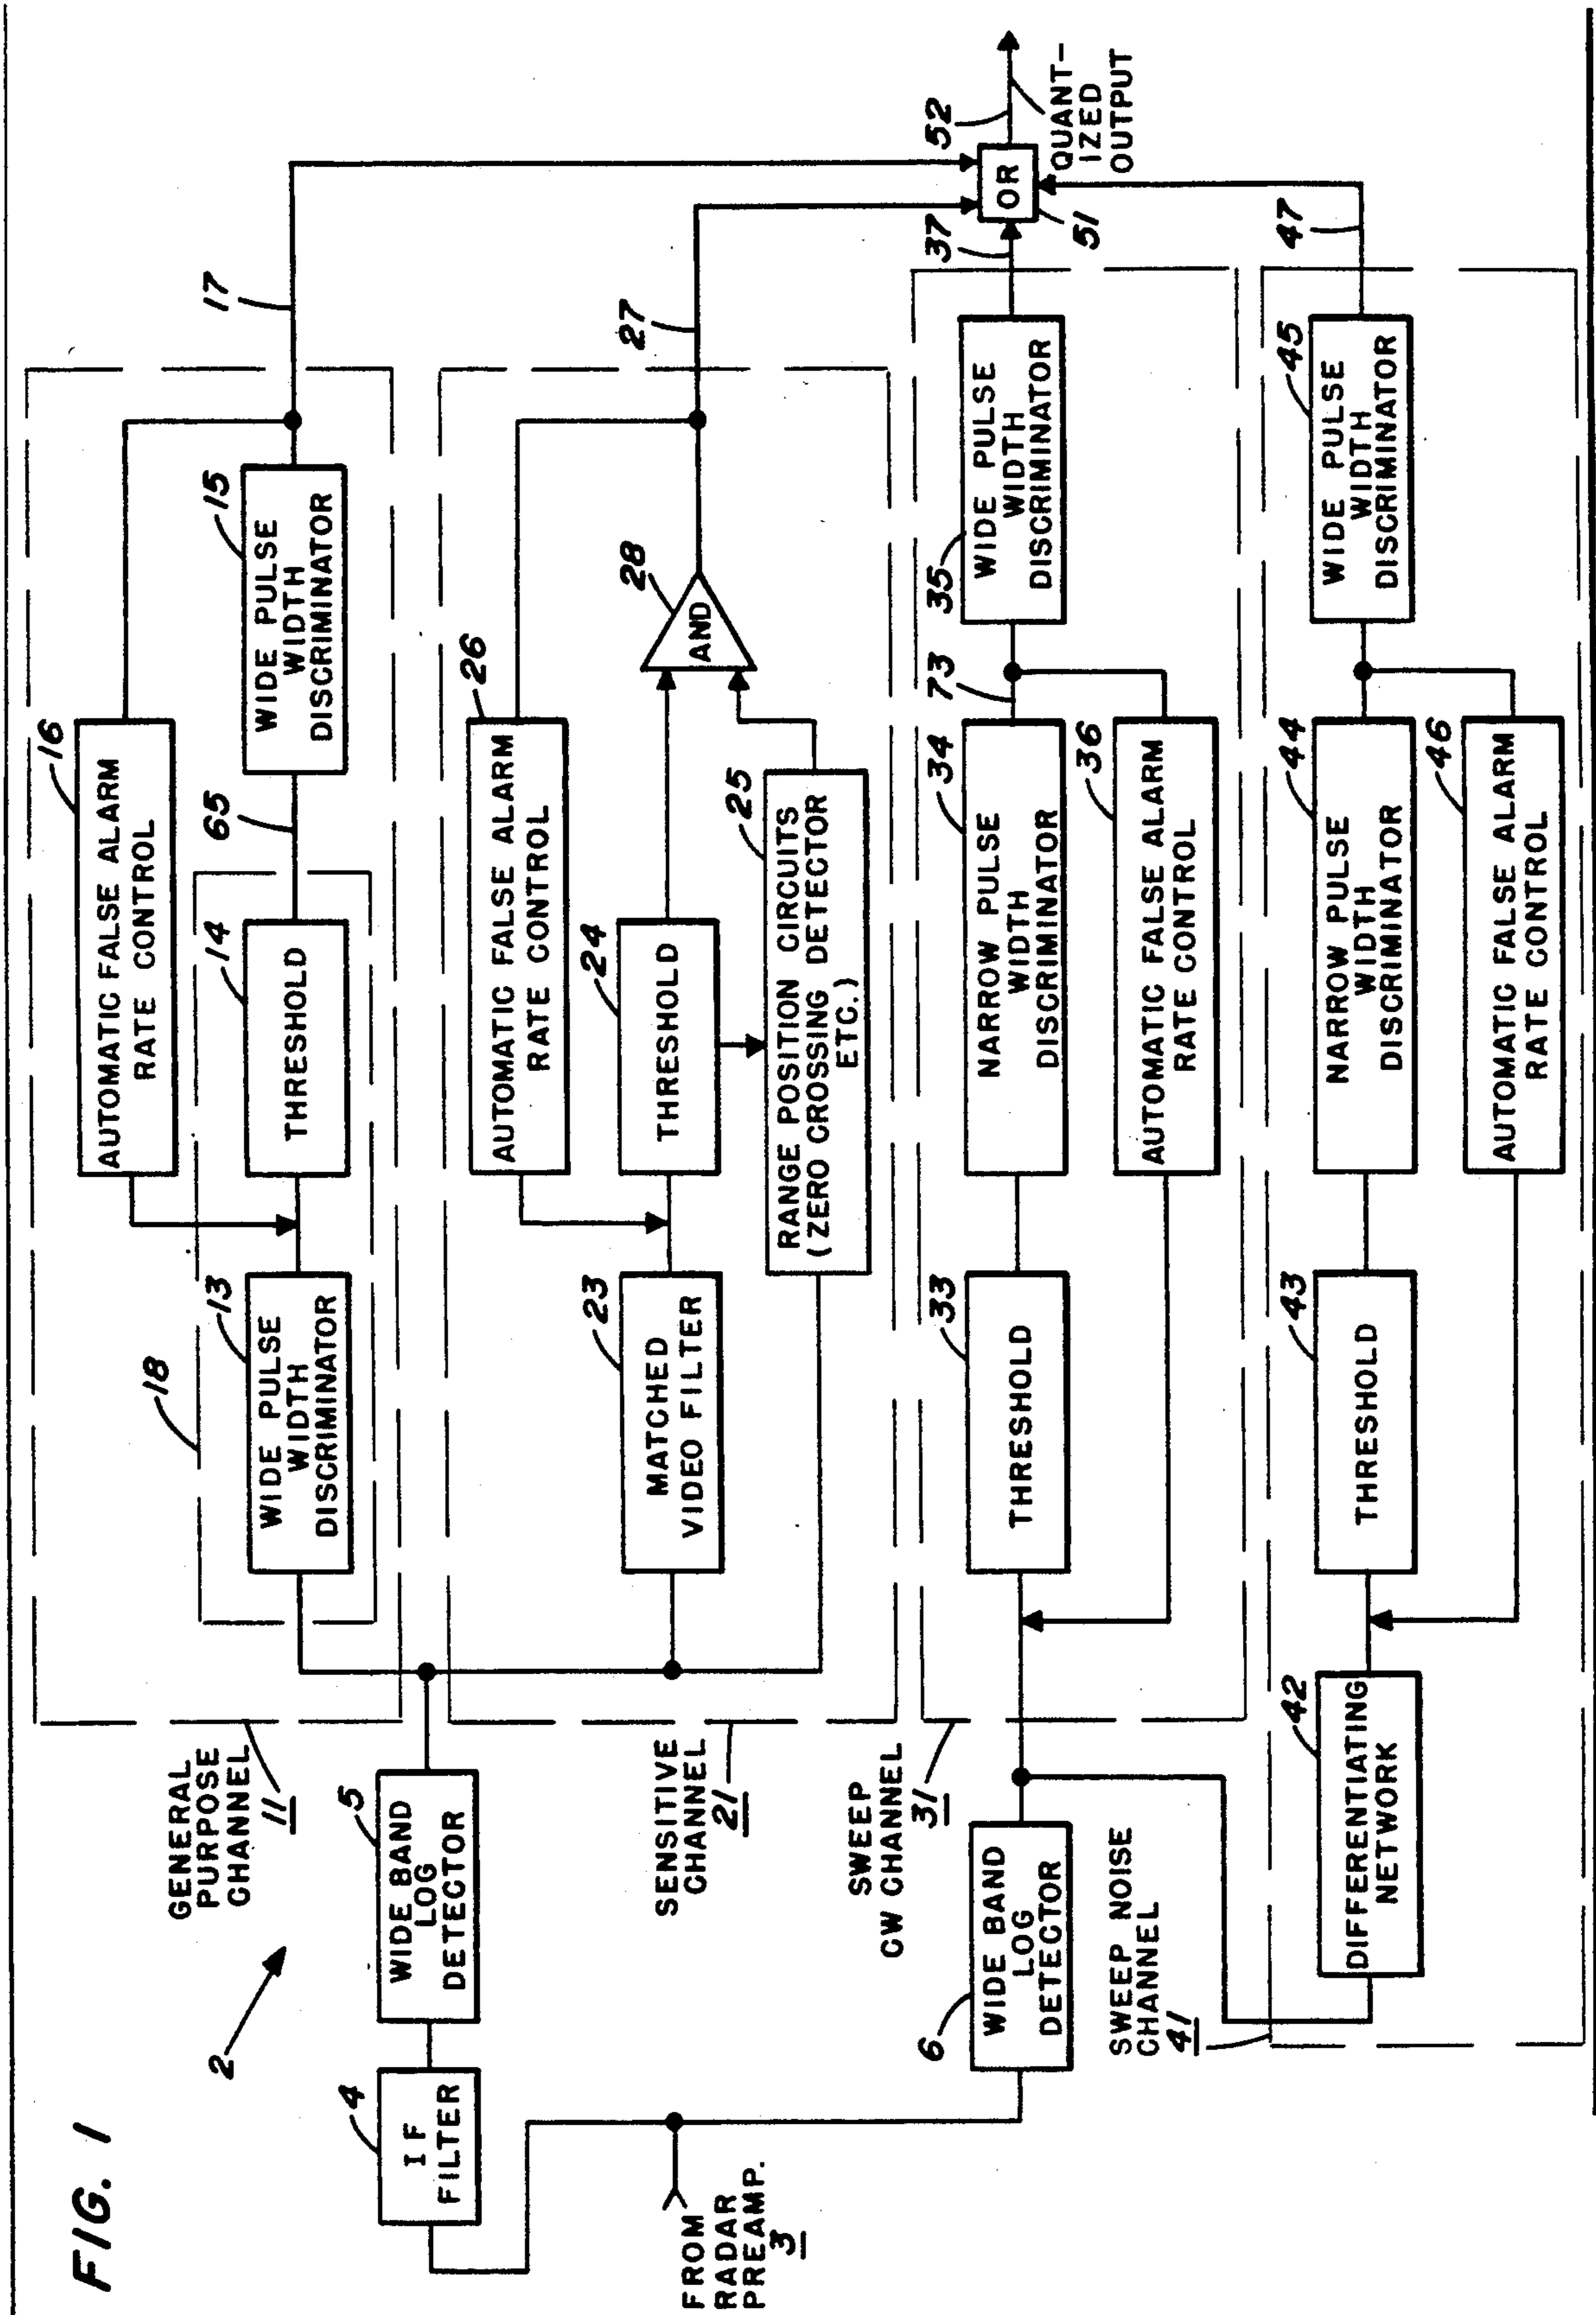 FIG. 1
2
FROM
RADAR
PREAMP.
3
4
IF
FILTER
5
WIDE BAND
LOG
DETECTOR
6
WIDE BAND
LOG
DETECTOR
GENERAL
PURPOSE
CHANNEL
11
18
13
WIDE PULSE
WIDTH
DISCRIMINATOR
14
THRESHOLD
16
AUTOMATIC FALSE ALARM
RATE CONTROL
65
15
WIDE PULSE
WIDTH
DISCRIMINATOR
17
SENSITIVE
CHANNEL
21
23
MATCHED
VIDEO FILTER
24
THRESHOLD
26
AUTOMATIC FALSE ALARM
RATE CONTROL
25
RANGE POSITION CIRCUITS
(ZERO CROSSING DETECTOR
ETC.)
28
AND
27
SWEEP
CW CHANNEL
31
33
THRESHOLD
34
NARROW PULSE
WIDTH
DISCRIMINATOR
73
36
AUTOMATIC FALSE ALARM
RATE CONTROL
35
WIDE PULSE
WIDTH
DISCRIMINATOR
37
SWEEP NOISE
CHANNEL
41
42
DIFFERENTIATING
NETWORK
43
THRESHOLD
44
NARROW PULSE
WIDTH
DISCRIMINATOR
46
AUTOMATIC FALSE ALARM
RATE CONTROL
45
WIDE PULSE
WIDTH
DISCRIMINATOR
47
OR
51
52
QUANT-
IZED
OUTPUT